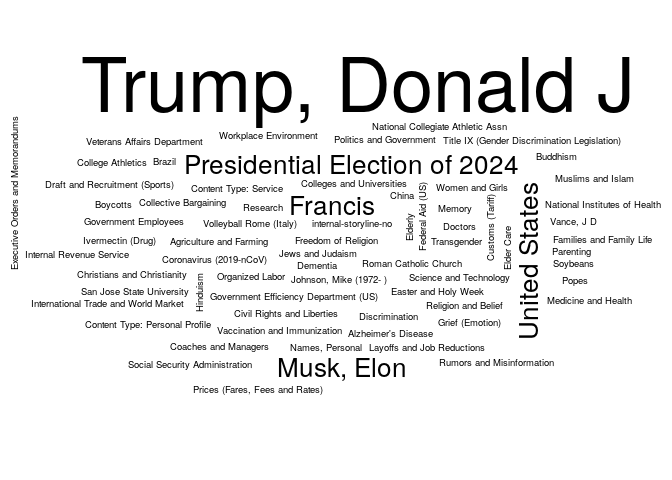 Trump, Donald J
National Collegiate Athletic Assn
Workplace Environment
Veterans Affairs Department
Politics and Government
Title IX (Gender Discrimination Legislation)
College Athletics
Brazil
Presidential Election of 2024
Buddhism
Executive Orders and Memorandums
Draft and Recruitment (Sports)
Content Type: Service
Colleges and Universities
Women and Girls
Muslims and Islam
China
Boycotts
Collective Bargaining
Research
Francis
Elderly
Federal Aid (US)
Memory
Customs (Tariff)
United States
National Institutes of Health
Government Employees
Volleyball Rome (Italy)
internal-storyline-no
Doctors
Elder Care
Vance, J D
Ivermectin (Drug)
Agriculture and Farming
Freedom of Religion
Transgender
Families and Family Life
Internal Revenue Service
Coronavirus (2019-nCoV)
Jews and Judaism
Parenting
Dementia
Roman Catholic Church
Soybeans
Christians and Christianity
Hinduism
Organized Labor
Johnson, Mike (1972- )
Science and Technology
Popes
San Jose State University
Government Efficiency Department (US)
Easter and Holy Week
International Trade and World Market
Religion and Belief
Medicine and Health
Civil Rights and Liberties
Discrimination
Content Type: Personal Profile
Vaccination and Immunization
Alzheimer's Disease
Grief (Emotion)
Coaches and Managers
Names, Personal
Layoffs and Job Reductions
Social Security Administration
Musk, Elon
Rumors and Misinformation
Prices (Fares, Fees and Rates)